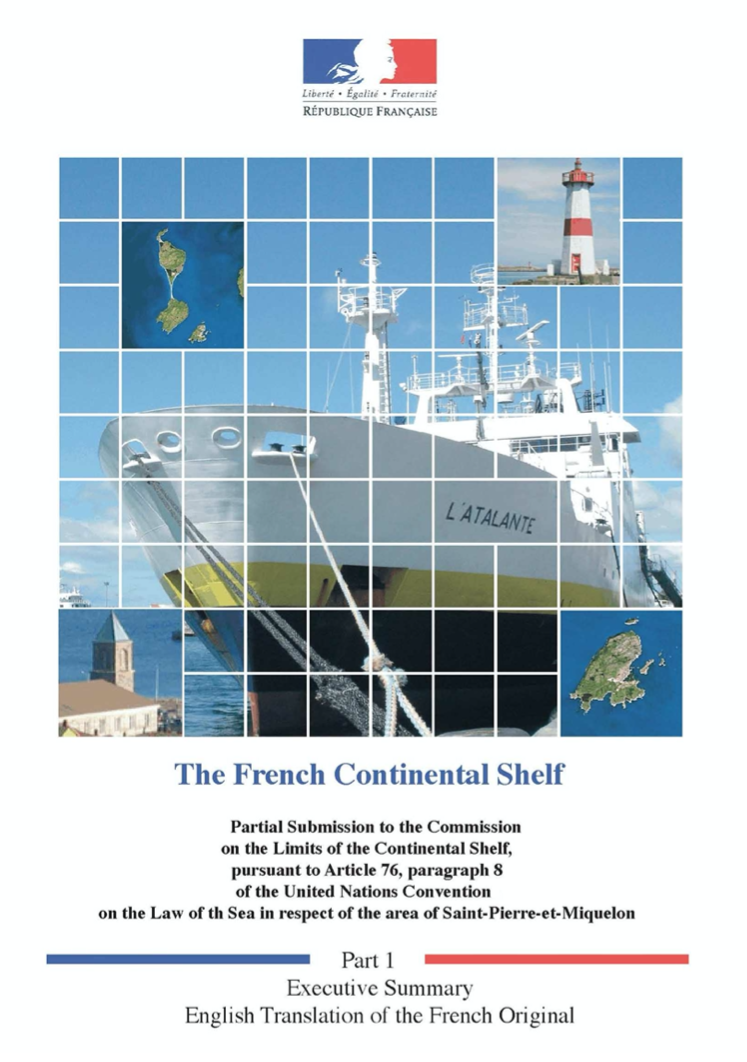 Liberté • Égalité • Fraternité
RÉPUBLIQUE FRANÇAISE
L'ATALANTE
The French Continental Shelf
Partial Submission to the Commission
on the Limits of the Continental Shelf,
pursuant to Article 76, paragraph 8
of the United Nations Convention
on the Law of th Sea in respect of the area of Saint-Pierre-et-Miquelon
Part 1
Executive Summary
English Translation of the French Original